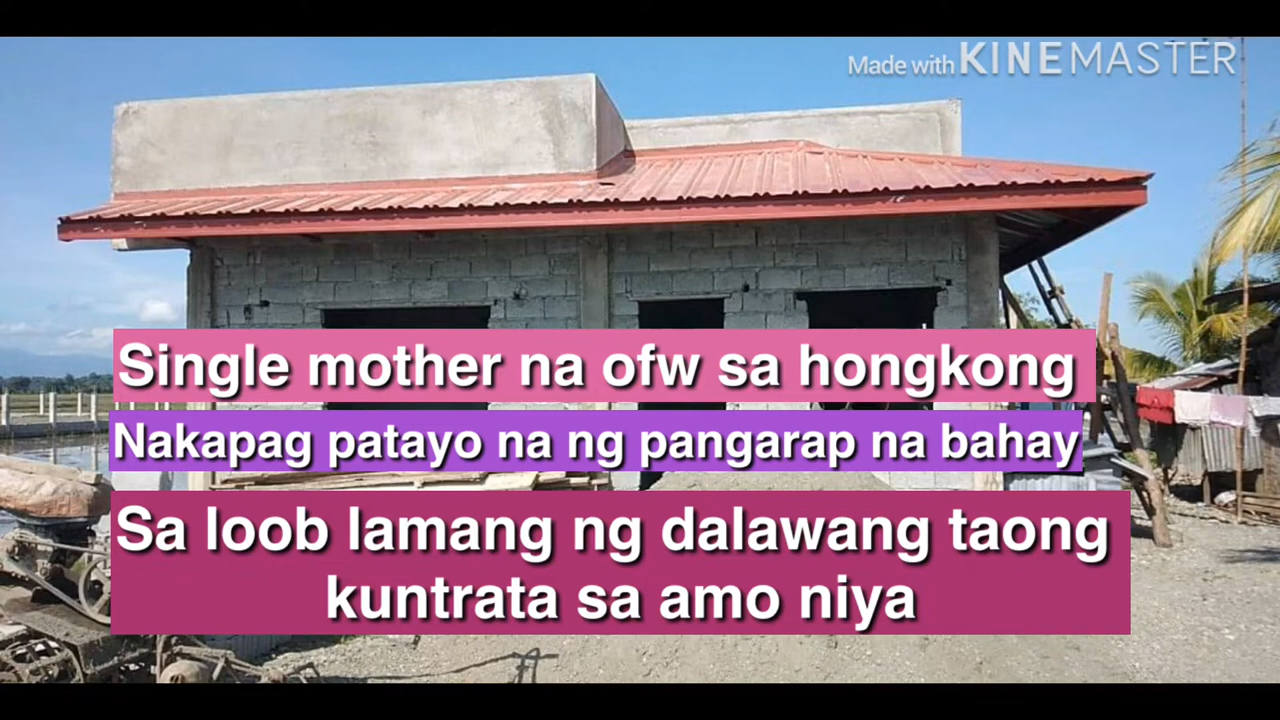 Made with KINEMASTER
Single mother na ofw sa hongkong
Nakapag patayo na ng pangarap na bahay
Sa loob lamang ng dalawang taong
kuntrata sa amo niya